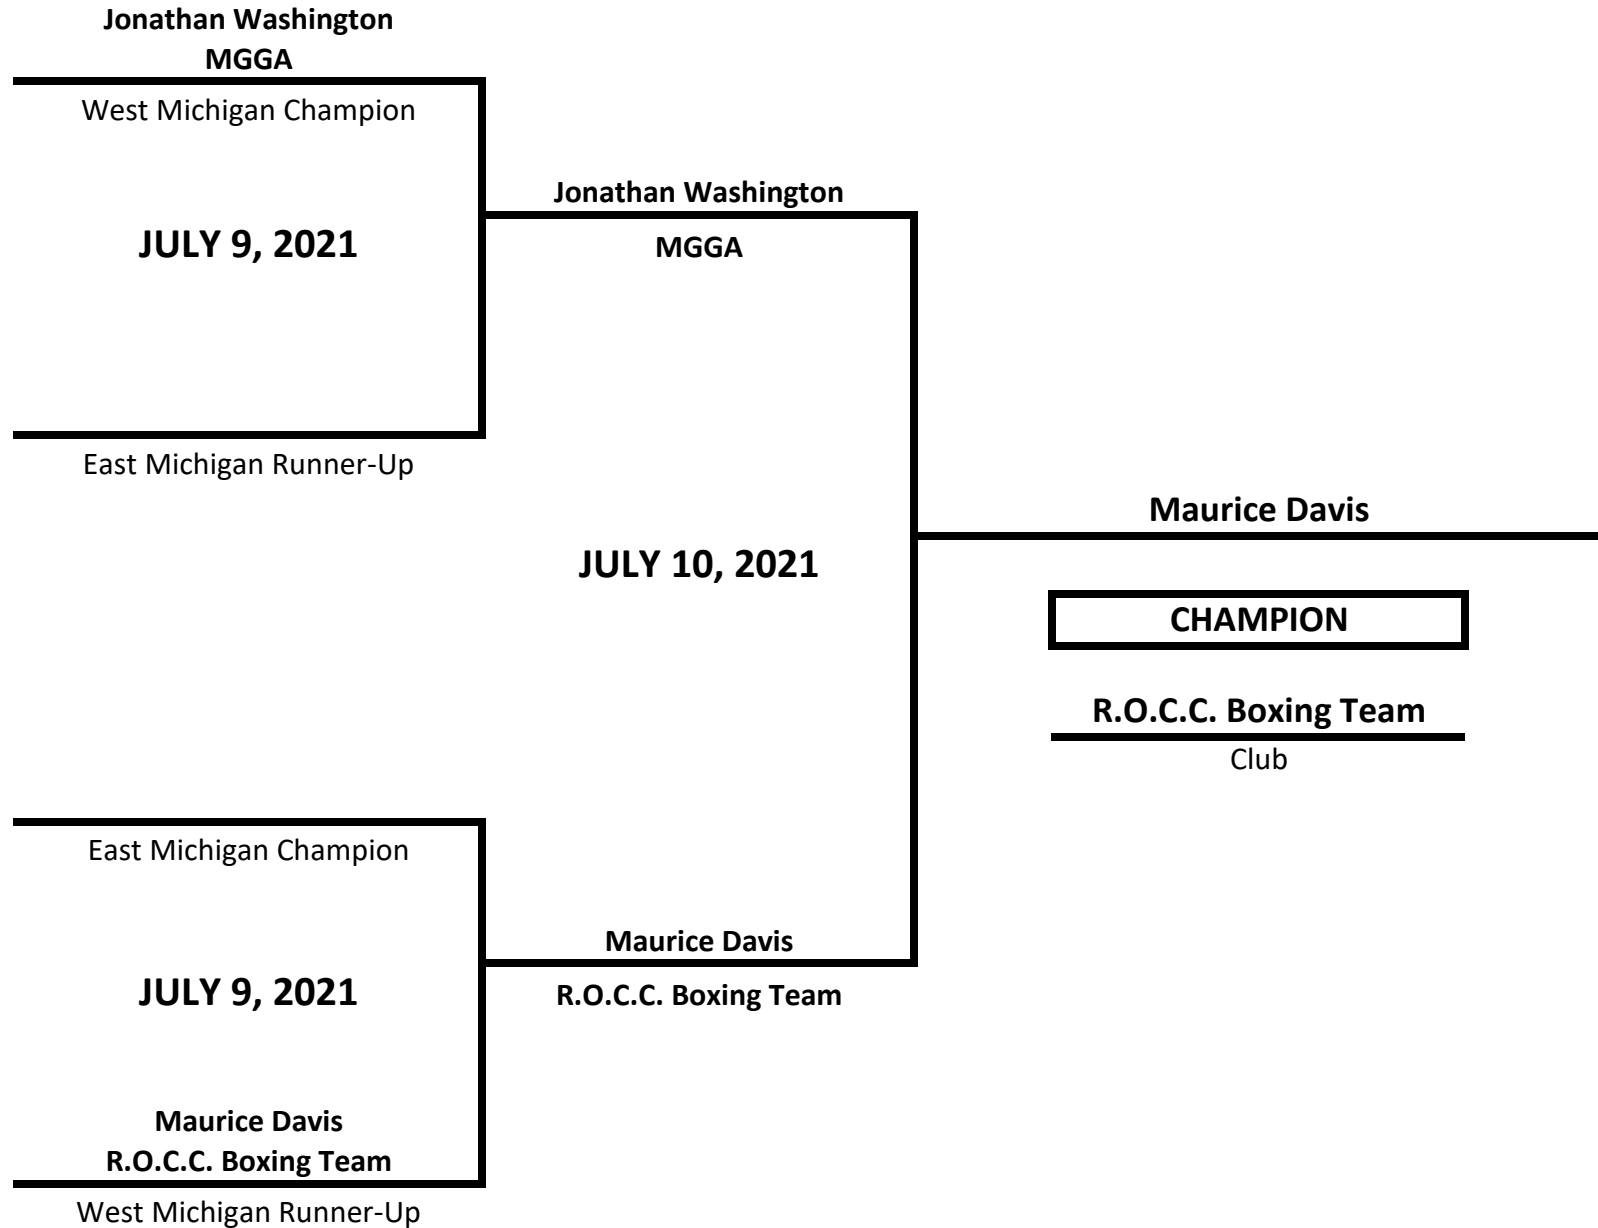 Jonathan Washington
MGGA
West Michigan Champion
JULY 9, 2021
East Michigan Runner-Up
Jonathan Washington
MGGA
JULY 10, 2021
Maurice Davis
CHAMPION
R.O.C.C. Boxing Team
Club
East Michigan Champion
JULY 9, 2021
Maurice Davis
R.O.C.C. Boxing Team
Maurice Davis
R.O.C.C. Boxing Team
West Michigan Runner-Up